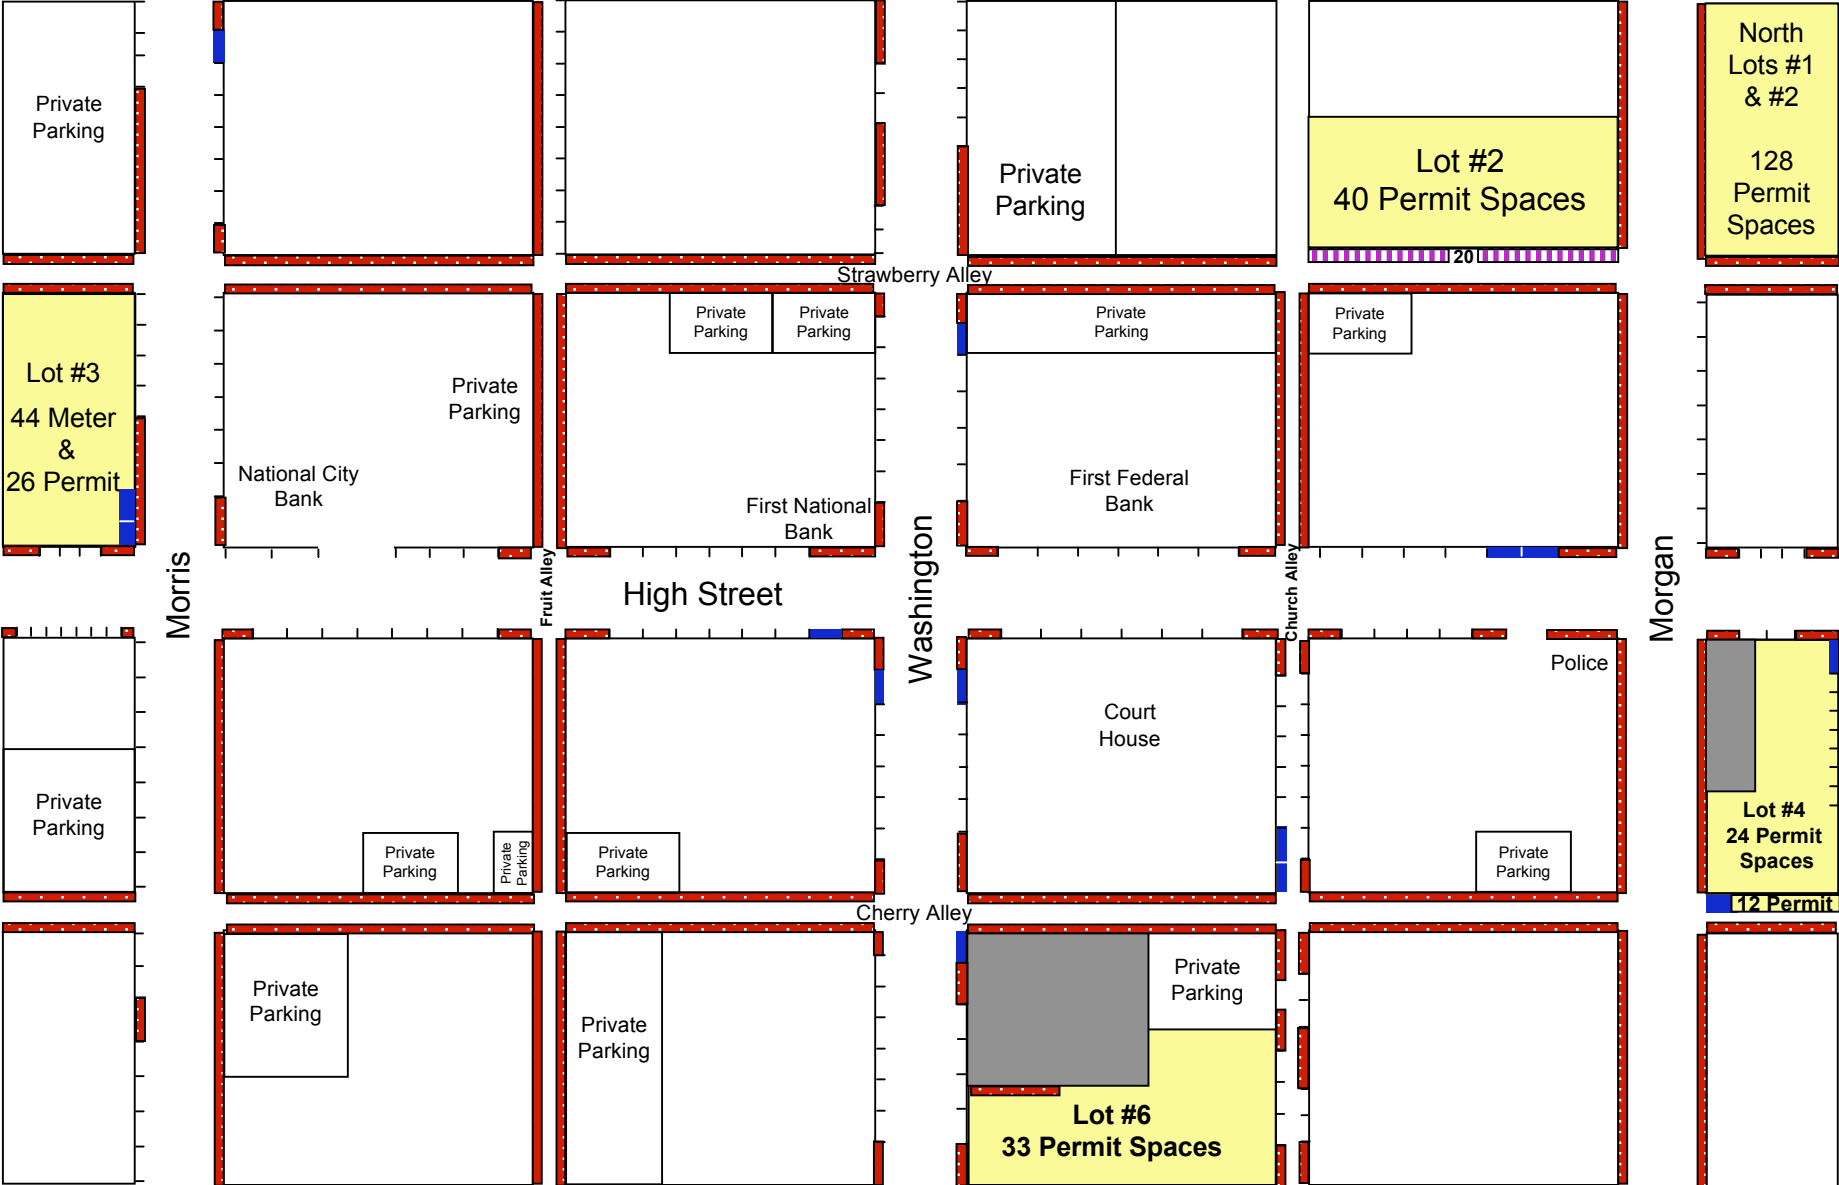 Private
Parking
Private
Parking
Lot #2
40 Permit Spaces
20
North
Lots #1
& #2
128
Permit
Spaces
Strawberry Alley
Lot #3
44 Meter
&
26 Permit
Private
Parking
National City
Bank
Private
Parking
Private
Parking
First National
Bank
Private
Parking
First Federal
Bank
Private
Parking
Morris
Fruit Alley
High Street
Washington
Church Alley
Morgan
Private
Parking
Private
Parking
Private
Parking
Private
Parking
Court
House
Police
Private
Parking
Lot #4
24 Permit
Spaces
12 Permit
Cherry Alley
Private
Parking
Private
Parking
Private
Parking
Lot #6
33 Permit Spaces